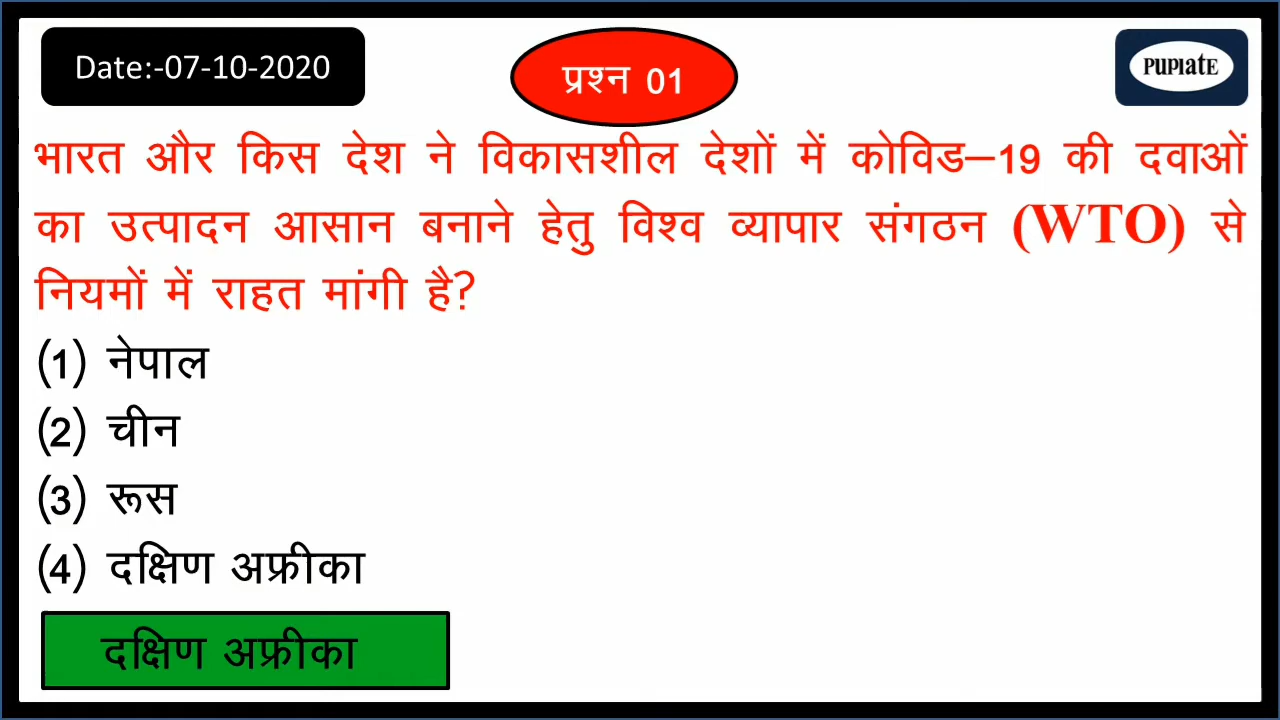 Date:-07-10-2020
प्रश्न 01
PUPIatE
भारत और किस देश ने विकासशील देशों में कोविड–19 की दवाओं
का उत्पादन आसान बनाने हेतु विश्व व्यापार संगठन (WTO) से
नियमों में राहत मांगी है?
(1) नेपाल
(2) चीन
(3) रूस
(4) दक्षिण अफ्रीका
दक्षिण अफ्रीका